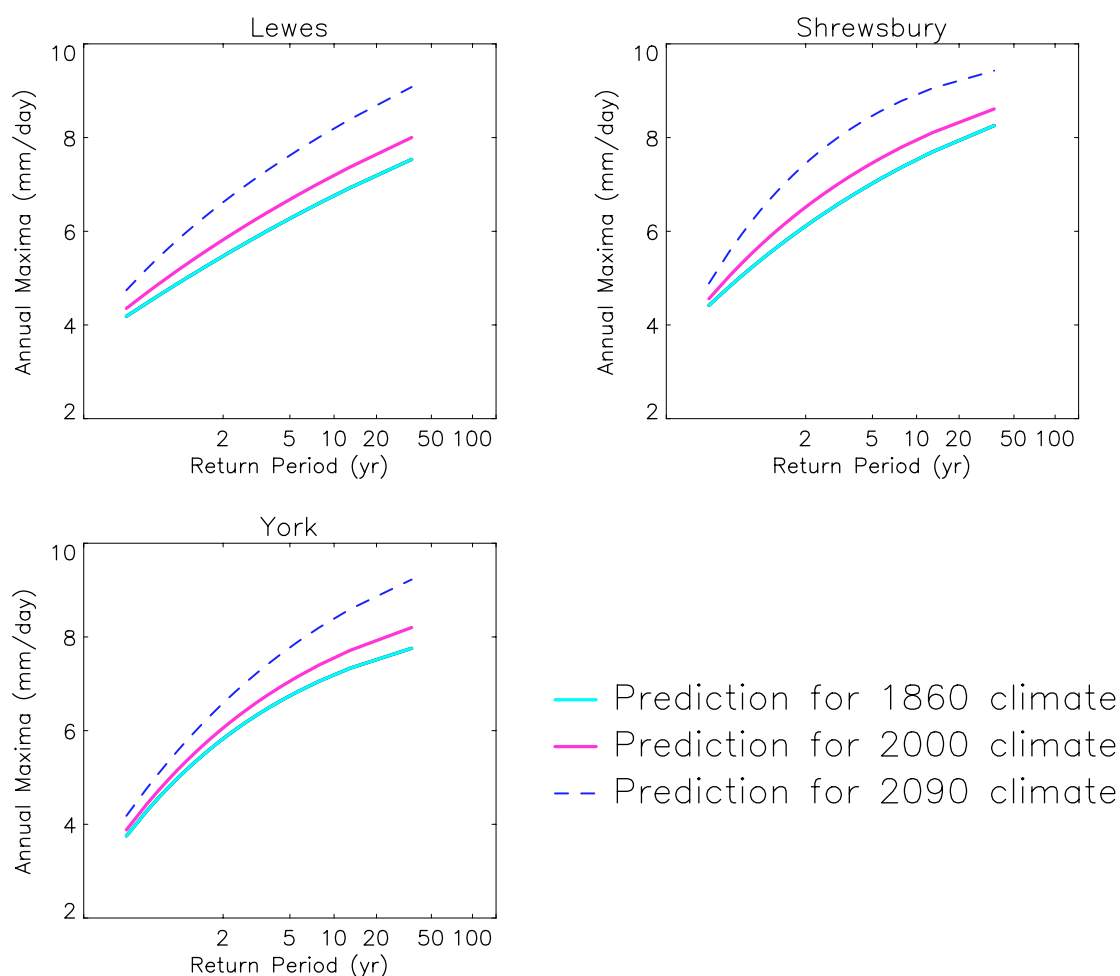 Lewes
Annual Maxima (mm/day)
10
8
6
4
2
2 5 10 20 50 100
Return Period (yr)
Shrewsbury
Annual Maxima (mm/day)
10
8
6
4
2
2 5 10 20 50 100
Return Period (yr)
York
Annual Maxima (mm/day)
10
8
6
4
2
2 5 10 20 50 100
Return Period (yr)
Prediction for 1860 climate
Prediction for 2000 climate
Prediction for 2090 climate